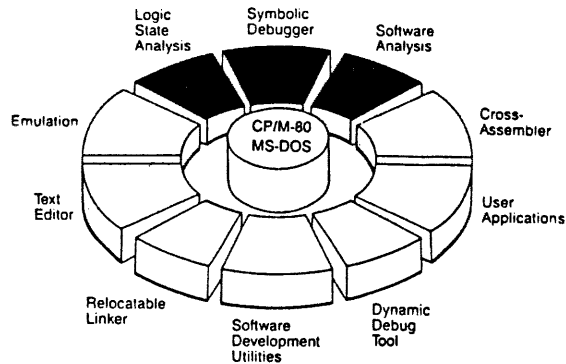 Logic
State
Analysis
Symbolic
Debugger
Software
Analysis
Emulation
CP/M-80
MS-DOS
Cross-
Assembler
Text
Editor
User
Applications
Relocatable
Linker
Software
Development
Utilities
Dynamic
Debug
Tool